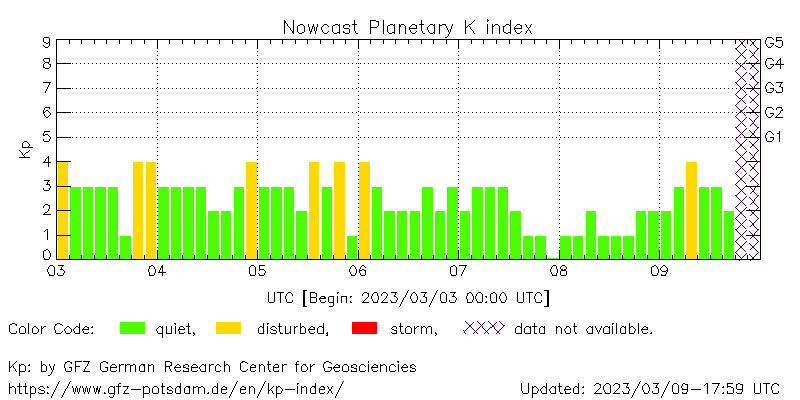 Nowcast Planetary K index
9 G5
8 G4
7 G3
6 G2
5 G1
Kp
4
3
2
1
0
03 04 05 06 07 08 09
UTC [Begin: 2023/03/03 00:00 UTC]
Color Code: quiet, disturbed, storm, data not available.
Kp: by GFZ German Research Center for Geosciencies
https://www.gfz-potsdam.de/en/kp-index/ Updated: 2023/03/09-17:59 UTC